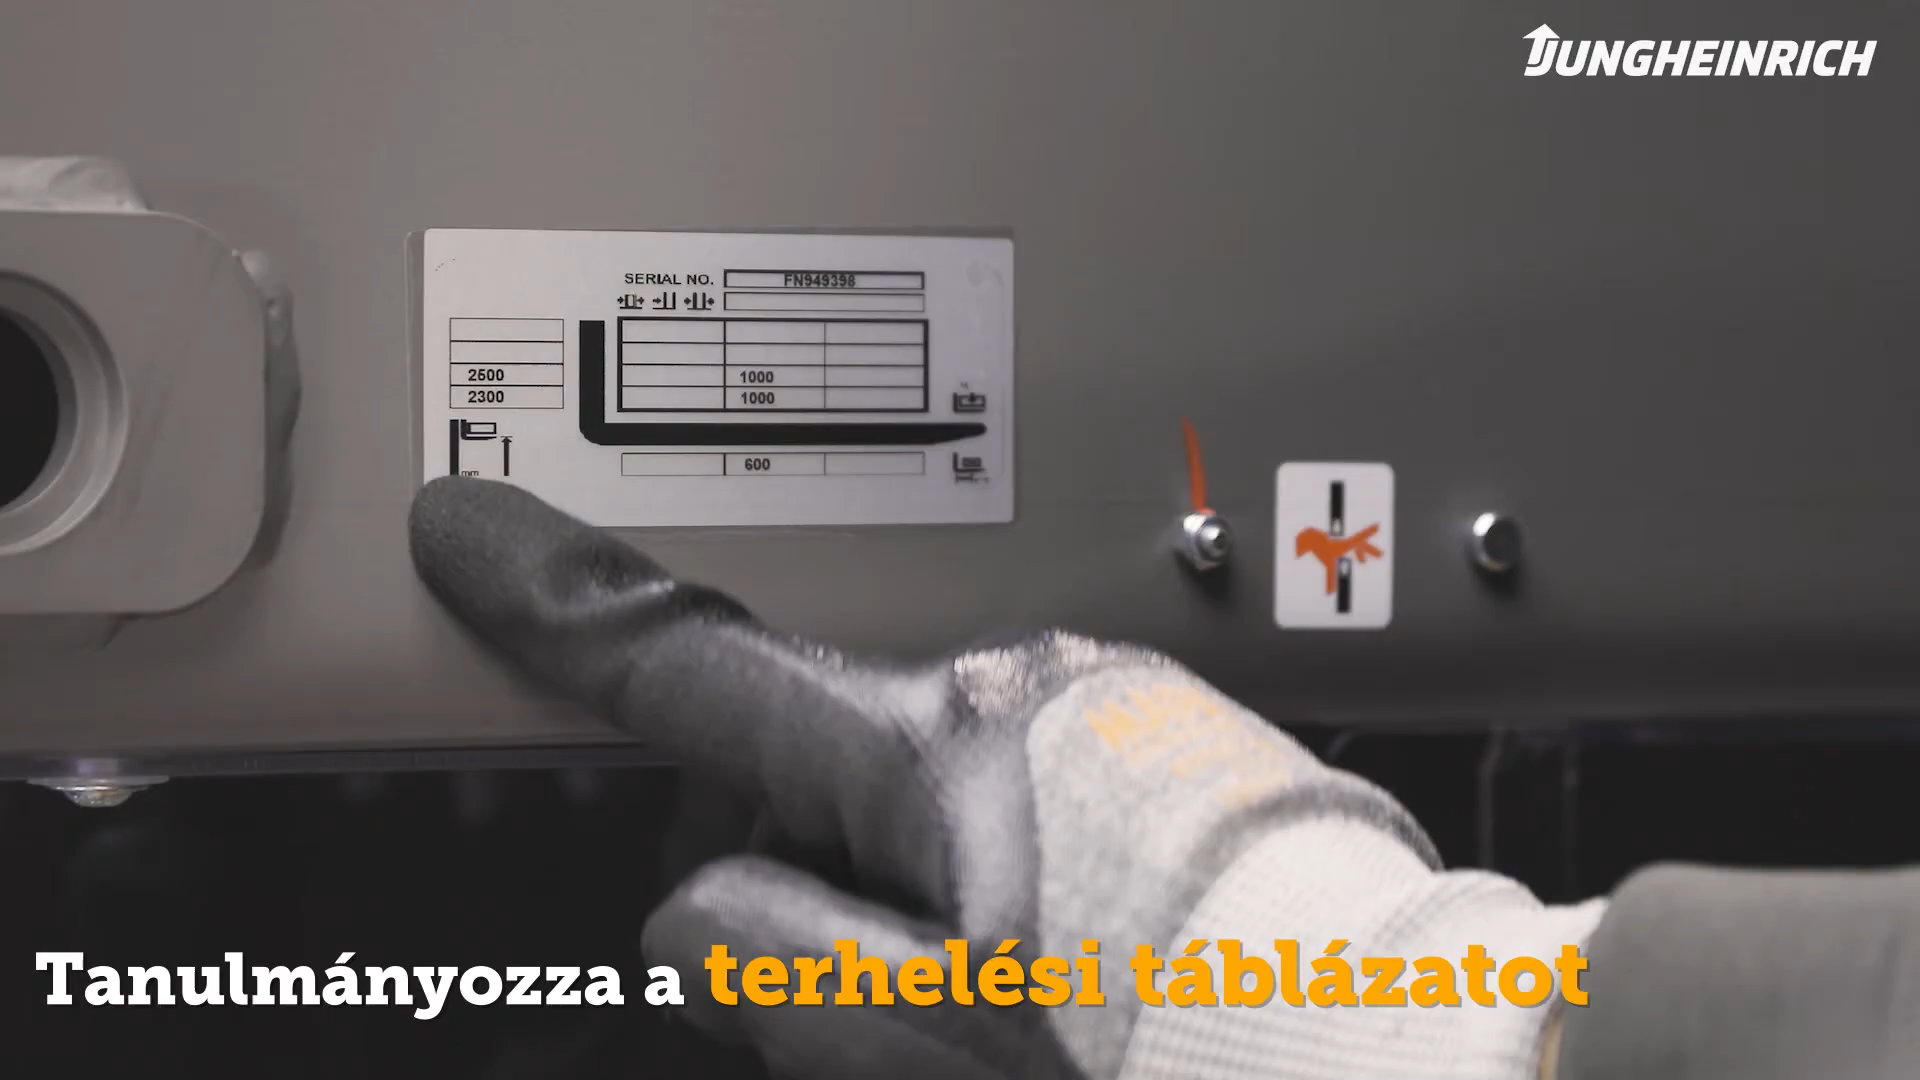 JUNGHEINRICH
SERIAL NO. FN949398
2500 1000
2300 1000
mm
600
Tanulmányozza a terhelési táblázatot